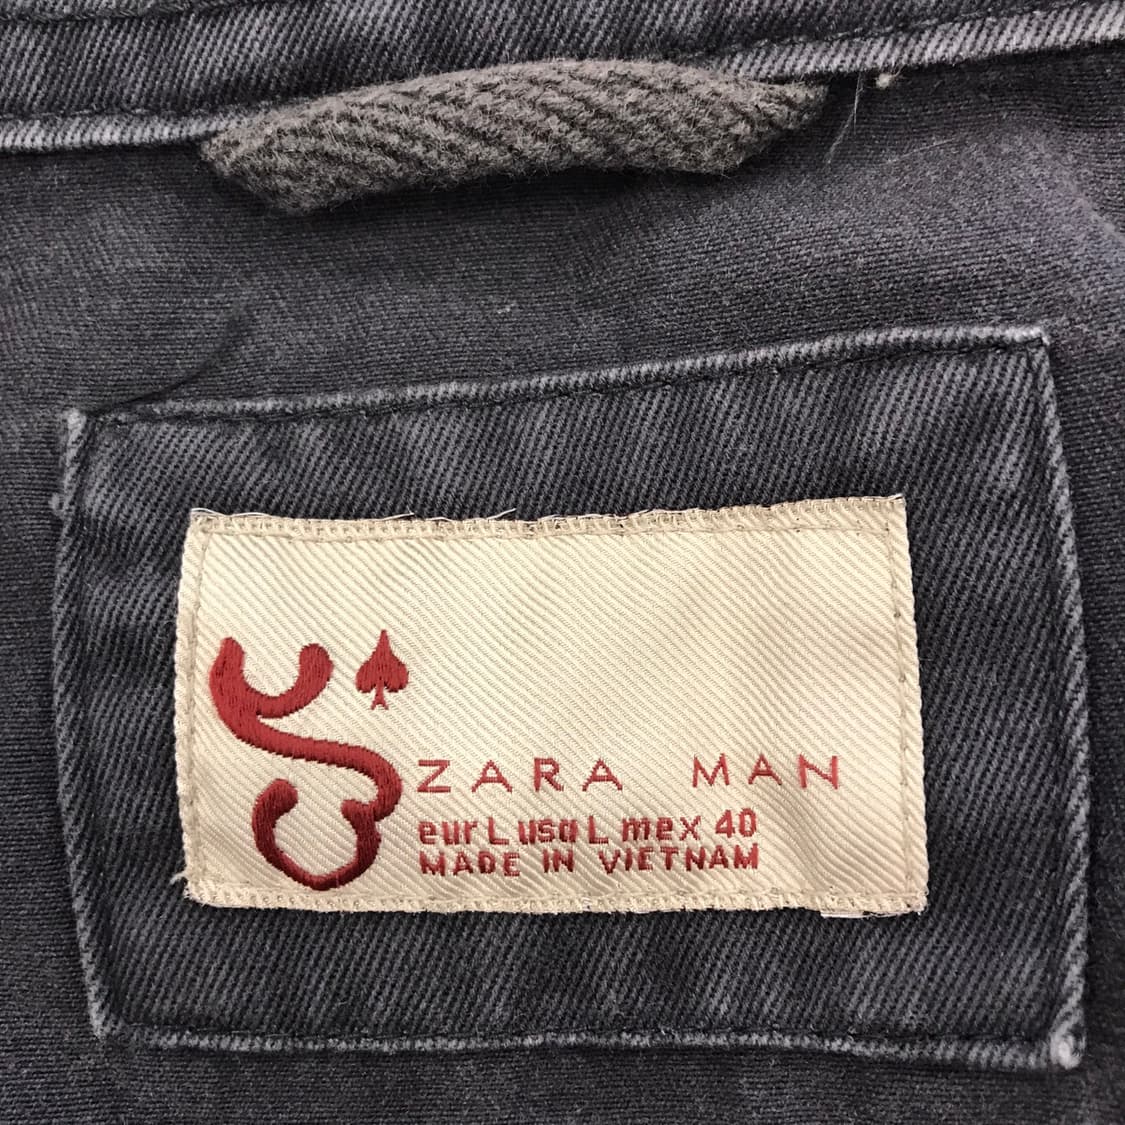 ZARA MAN
eur L usa L mex 40
MADE IN VIETNAM